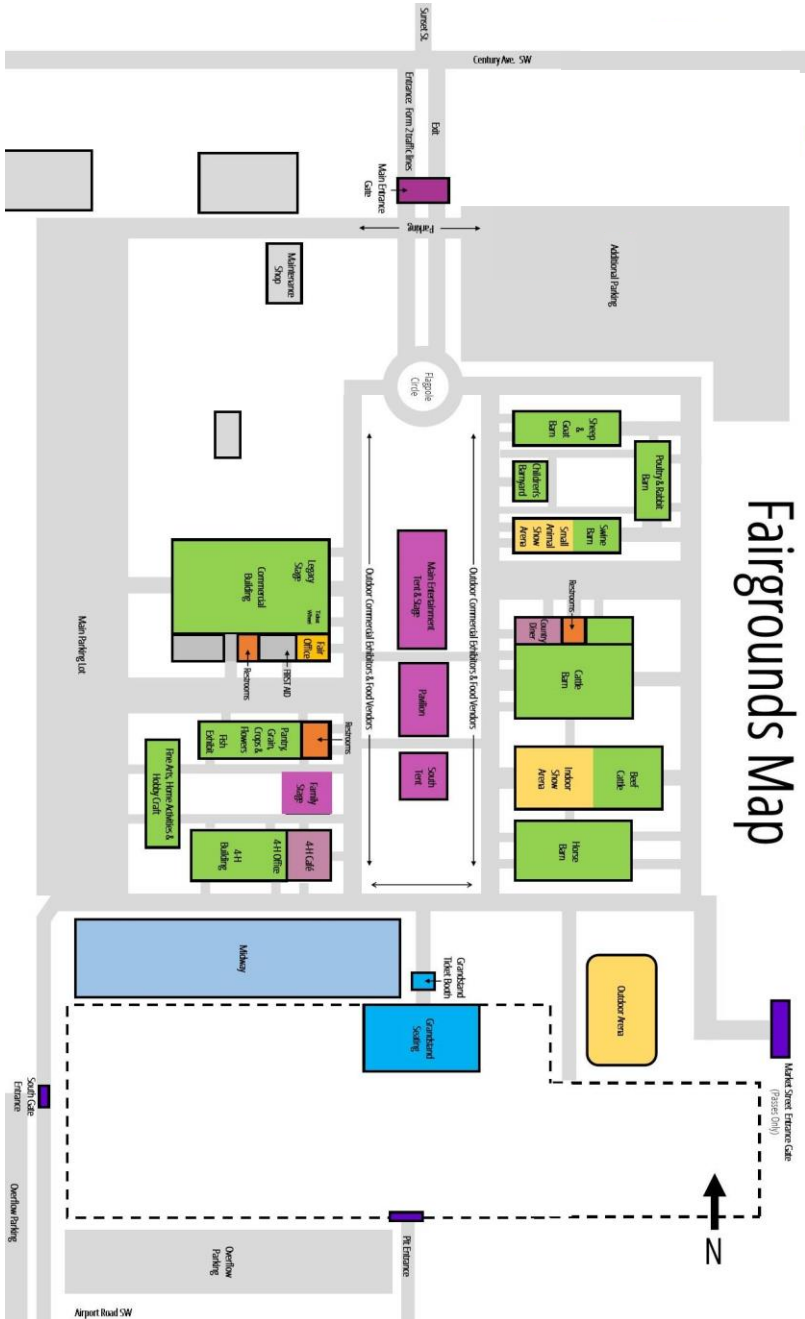 Fairgrounds Map
Sunset St.
Century Ave. SW
Entrance: Form 2 traffic lines
Exit
Main Entrance
Gate
Parking
Additional Parking
Maintenance
Shop
Flagpole
Circle
Sheep
&
Goat
Barn
Poultry & Rabbit
Barn
Children's
Barnyard
Swine
Barn
Small
Animal
Show
Arena
Outdoor Commercial Exhibitors & Food Vendors
Main Entertainment
Tent & Stage
Outdoor Commercial Exhibitors & Food Vendors
Pavilion
South
Tent
Legacy
Stage
Commercial
Building
Fair
Office
FIRST AID
Restrooms
Restrooms
Country
Diner
Cattle
Barn
Beef
Cattle
Indoor
Show
Arena
Horse
Barn
Main Parking Lot
Restrooms
Pantry,
Grain,
Crops &
Flowers
Fish
Exhibit
Family
Stage
Fine Arts, Home Activities &
Hobby Craft
4-H Café
4-H Office
4-H
Building
Midway
Grandstand
Ticket Booth
Grandstand
Seating
Outdoor Arena
Market Street Entrance Gate
(Passes Only)
South Gate
Entrance
Overflow Parking
Overflow
Parking
Pit Entrance
N
Airport Road SW